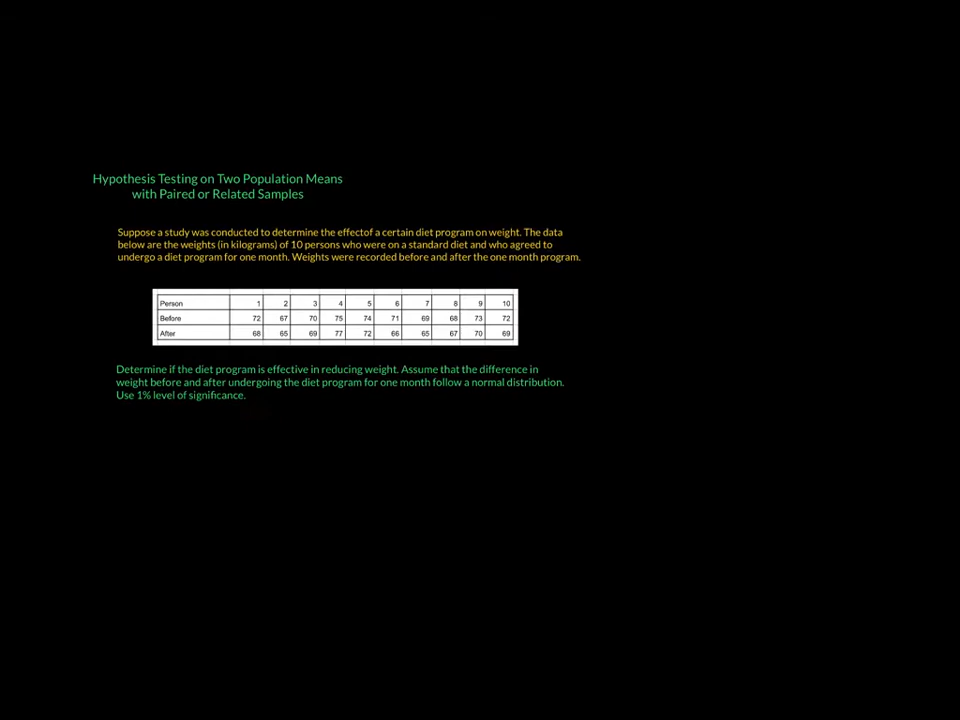 Hypothesis Testing on Two Population Means
with Paired or Related Samples
Suppose a study was conducted to determine the effectof a certain diet program on weight. The data
below are the weights (in kilograms) of 10 persons who were on a standard diet and who agreed to
undergo a diet program for one month. Weights were recorded before and after the one month program.
Person 1 2 3 4 5 6 7 8 9 10
Before 72 67 70 75 74 71 69 68 73 72
After 68 65 69 77 72 66 65 67 70 69
Determine if the diet program is effective in reducing weight. Assume that the difference in
weight before and after undergoing the diet program for one month follow a normal distribution.
Use 1% level of significance.